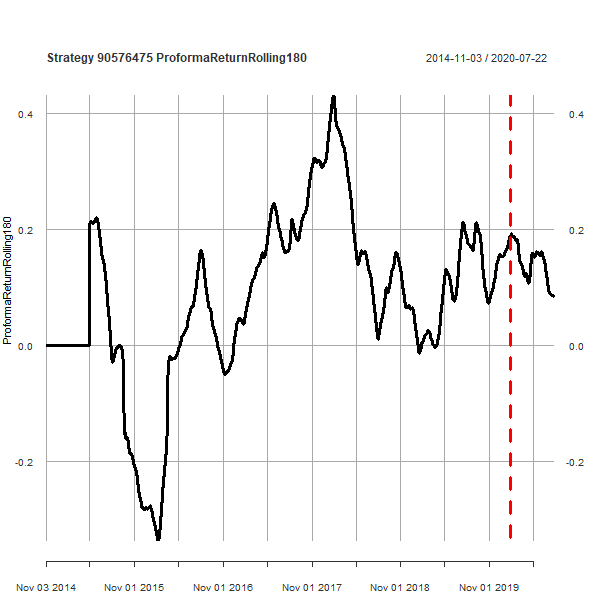 Strategy 90576475 ProformaReturnRolling180
2014-11-03 / 2020-07-22
ProformaReturnRolling180
0.4
0.4
0.2
0.2
0.0
0.0
-0.2
-0.2
Nov 03 2014
Nov 01 2015
Nov 01 2016
Nov 01 2017
Nov 01 2018
Nov 01 2019